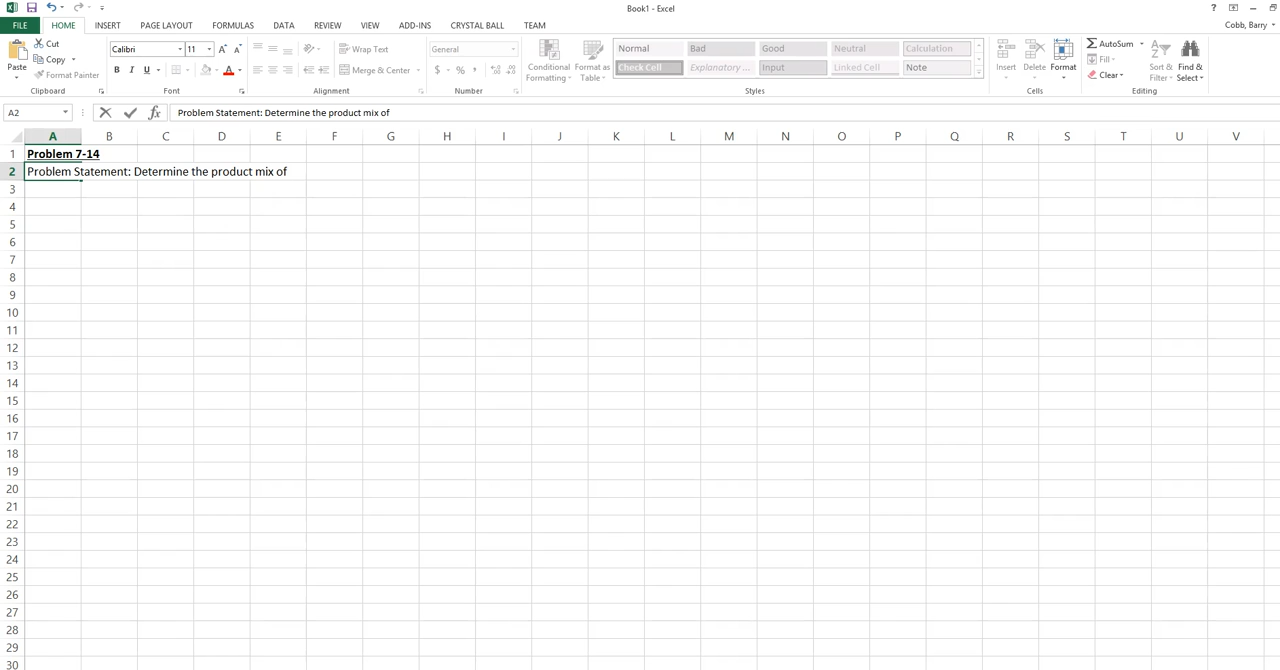 Book1 - Excel
?
FILE HOME INSERT PAGE LAYOUT FORMULAS DATA REVIEW VIEW ADD-INS CRYSTAL BALL TEAM
Cobb, Barry
Paste
Cut
Copy
Format Painter
Clipboard
Calibri 11
B I U
Font
Wrap Text
Merge & Center
Alignment
General
$ % ,
Number
Conditional Formatting
Format as Table
Normal Bad Good Neutral Calculation
Check Cell Explanatory ... Input Linked Cell Note
Styles
Insert Delete Format
Cells
AutoSum
Fill
Clear
Sort & Filter
Find & Select
Editing
A2 fx Problem Statement: Determine the product mix of
A B C D E F G H I J K L M N O P Q R S T U V
1 Problem 7-14
2 Problem Statement: Determine the product mix of
3
4
5
6
7
8
9
10
11
12
13
14
15
16
17
18
19
20
21
22
23
24
25
26
27
28
29
30